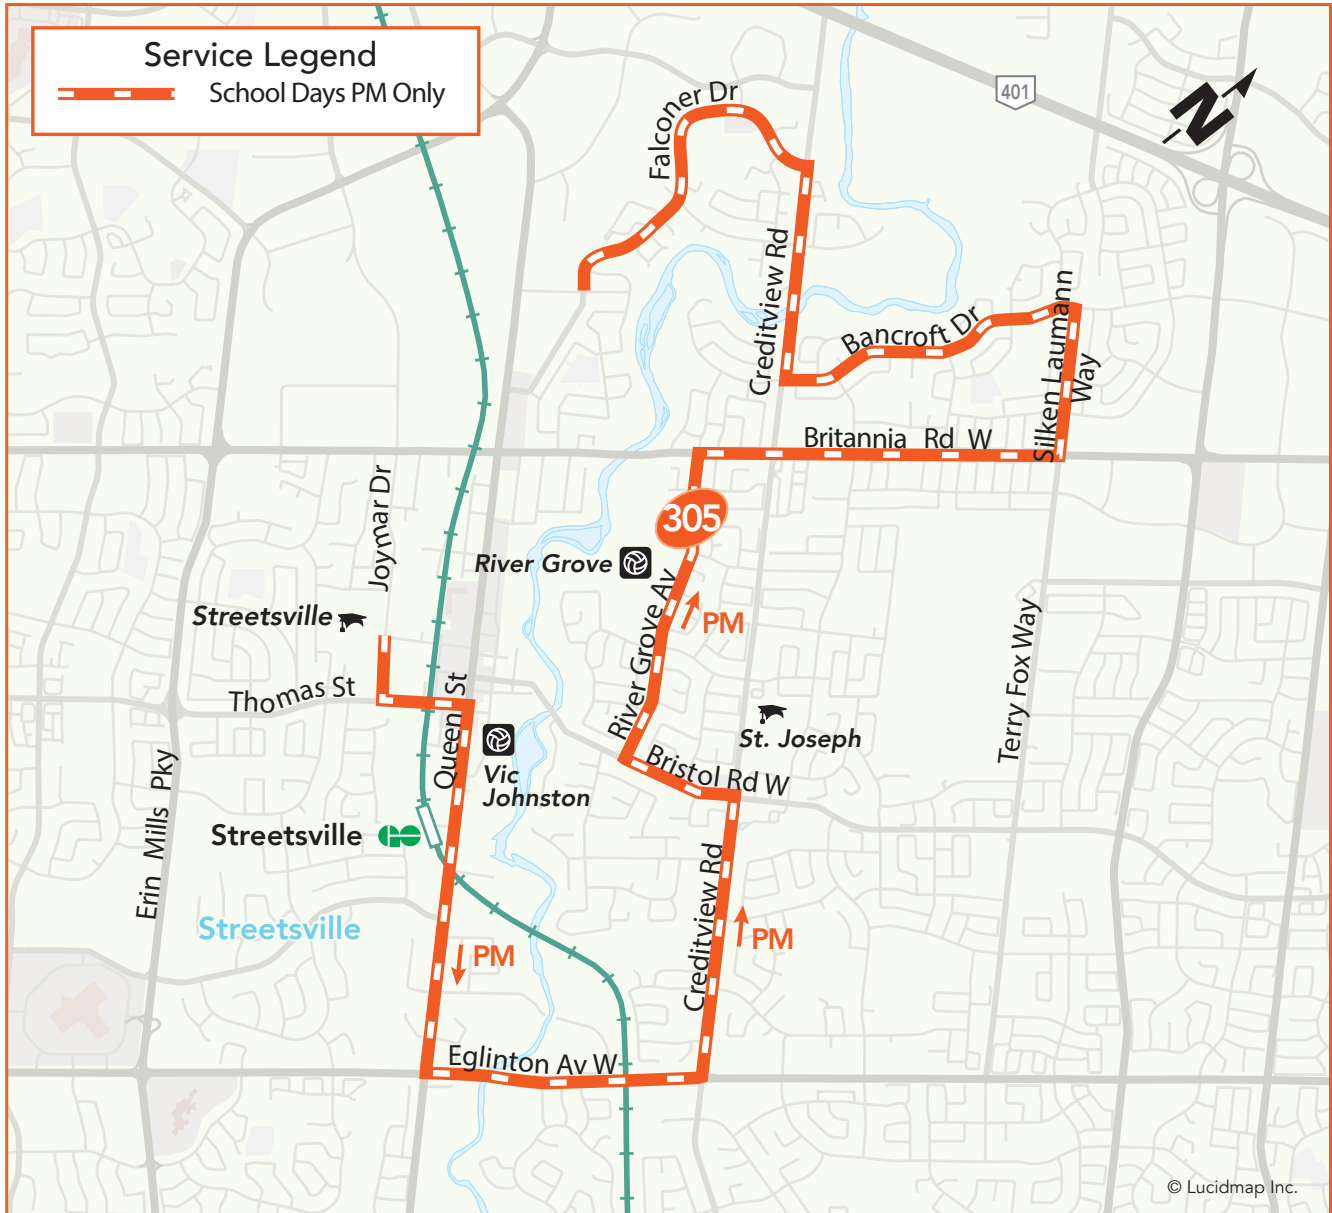 Service Legend
School Days PM Only
401
N
Falconer Dr
Creditview Rd
Bancroft Dr
Silken Laumann
Way
Britannia Rd W
Joymar Dr
305
River Grove
River Grove Av
PM
Streetsville
Thomas St
Queen St
Terry Fox Way
St. Joseph
Vic
Johnston
Bristol Rd W
Erin Mills Pky
Streetsville
GO
Creditview Rd
Streetsville
PM
PM
Eglinton Av W
© Lucidmap Inc.